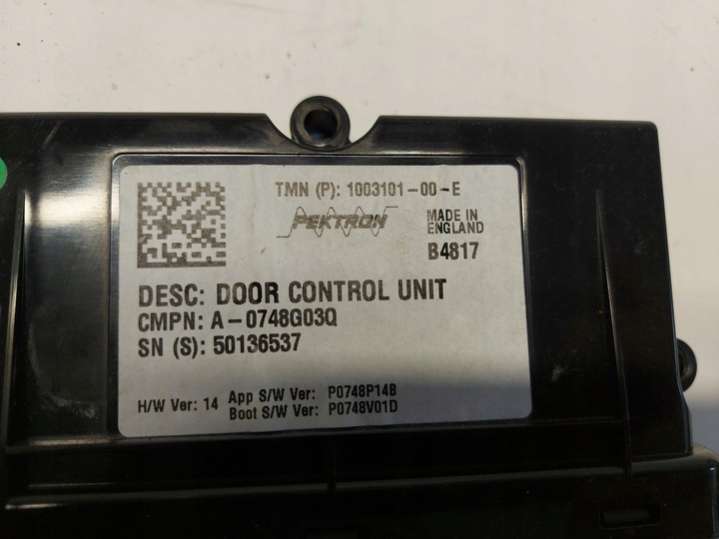 TMN (P): 1003101-00-E
PEKTRON
MADE IN
ENGLAND
B4817
DESC: DOOR CONTROL UNIT
CMPN: A-0748G03Q
SN (S): 50136537
H/W Ver: 14 App S/W Ver: P0748P14B
Boot S/W Ver: P0748V01D